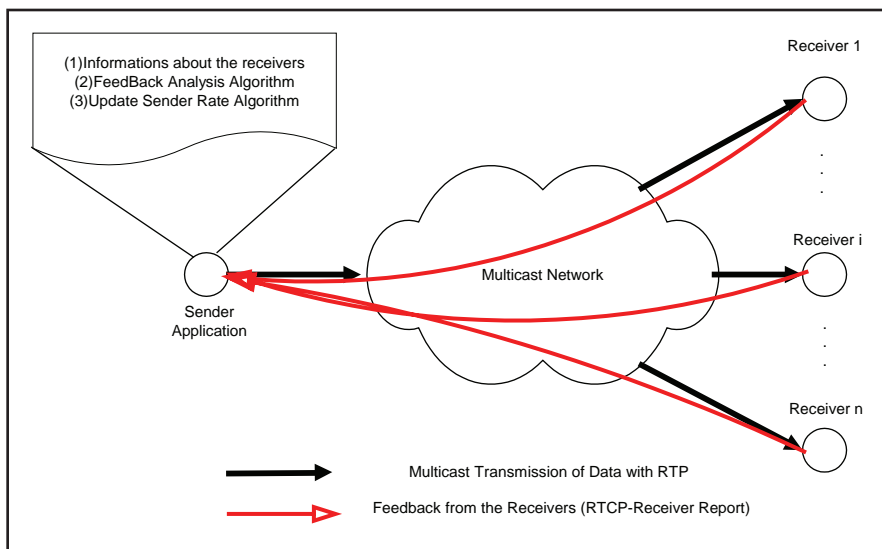 (1)Informations about the receivers
(2)FeedBack Analysis Algorithm
(3)Update Sender Rate Algorithm
Receiver 1
Receiver i
Multicast Network
Sender
Application
Receiver n
Multicast Transmission of Data with RTP
Feedback from the Receivers (RTCP-Receiver Report)